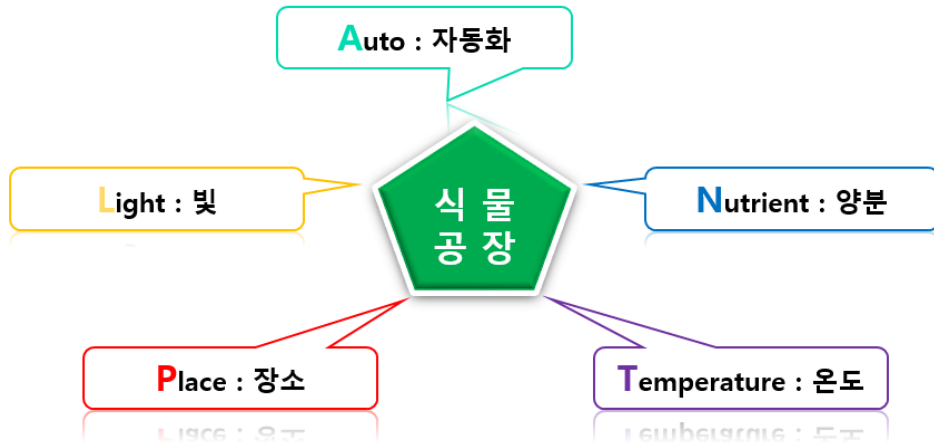 Auto : 자동화
Light : 빛
식 물
공 장
Nutrient : 양분
Place : 장소
Temperature : 온도